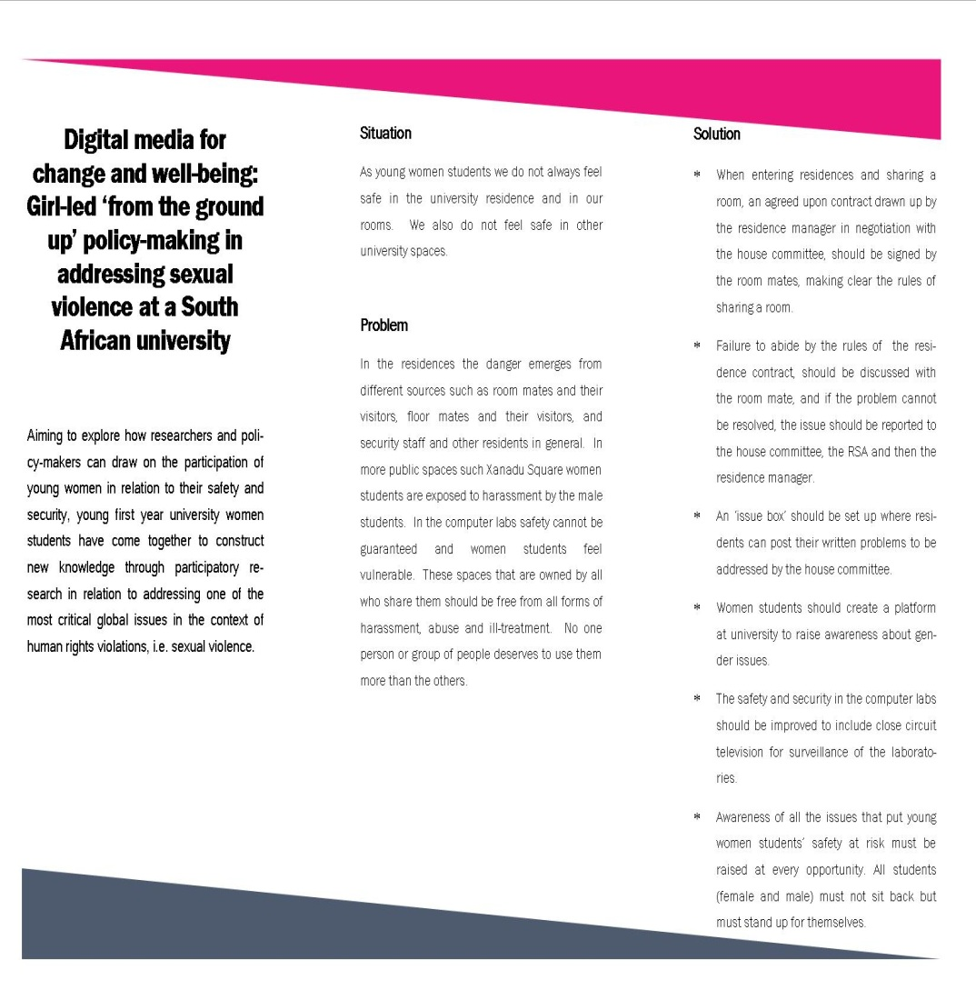 Digital media for
change and well-being:
Girl-led ‘from the ground
up’ policy-making in
addressing sexual
violence at a South
African university
Aiming to explore how researchers and poli-
cy-makers can draw on the participation of
young women in relation to their safety and
security, young first year university women
students have come together to construct
new knowledge through participatory re-
search in relation to addressing one of the
most critical global issues in the context of
human rights violations, i.e. sexual violence.
Situation
As young women students we do not always feel
safe in the university residence and in our
rooms. We also do not feel safe in other
university spaces.
Problem
In the residences the danger emerges from
different sources such as room mates and their
visitors, floor mates and their visitors, and
security staff and other residents in general. In
more public spaces such Xanadu Square women
students are exposed to harassment by the male
students. In the computer labs safety cannot be
guaranteed and women students feel
vulnerable. These spaces that are owned by all
who share them should be free from all forms of
harassment, abuse and ill-treatment. No one
person or group of people deserves to use them
more than the others.
Solution
* When entering residences and sharing a
room, an agreed upon contract drawn up by
the residence manager in negotiation with
the house committee, should be signed by
the room mates, making clear the rules of
sharing a room.
* Failure to abide by the rules of the resi-
dence contract, should be discussed with
the room mate, and if the problem cannot
be resolved, the issue should be reported to
the house committee, the RSA and then the
residence manager.
* An ‘issue box’ should be set up where resi-
dents can post their written problems to be
addressed by the house committee.
* Women students should create a platform
at university to raise awareness about gen-
der issues.
* The safety and security in the computer labs
should be improved to include close circuit
television for surveillance of the laborato-
ries.
* Awareness of all the issues that put young
women students’ safety at risk must be
raised at every opportunity. All students
(female and male) must not sit back but
must stand up for themselves.